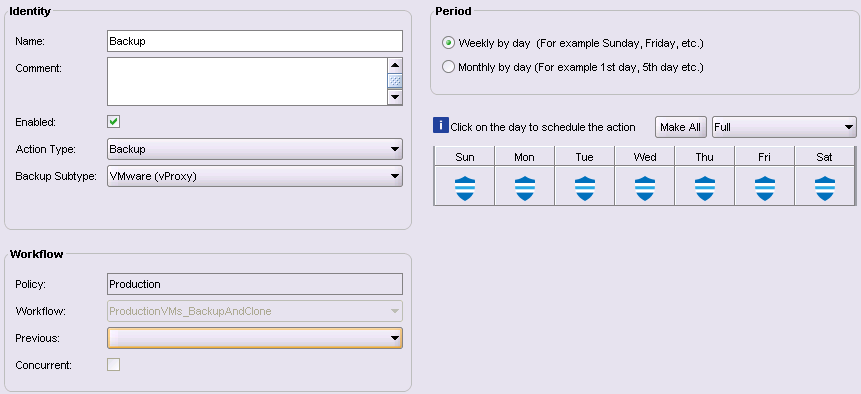 Identity
Name: Backup
Comment:
Enabled:
Action Type: Backup
Backup Subtype: VMware (vProxy)
Workflow
Policy: Production
Workflow: ProductionVMs_BackupAndClone
Previous:
Concurrent:
Period
Weekly by day (For example Sunday, Friday, etc.)
Monthly by day (For example 1st day, 5th day etc.)
i Click on the day to schedule the action Make All Full
Sun Mon Tue Wed Thu Fri Sat